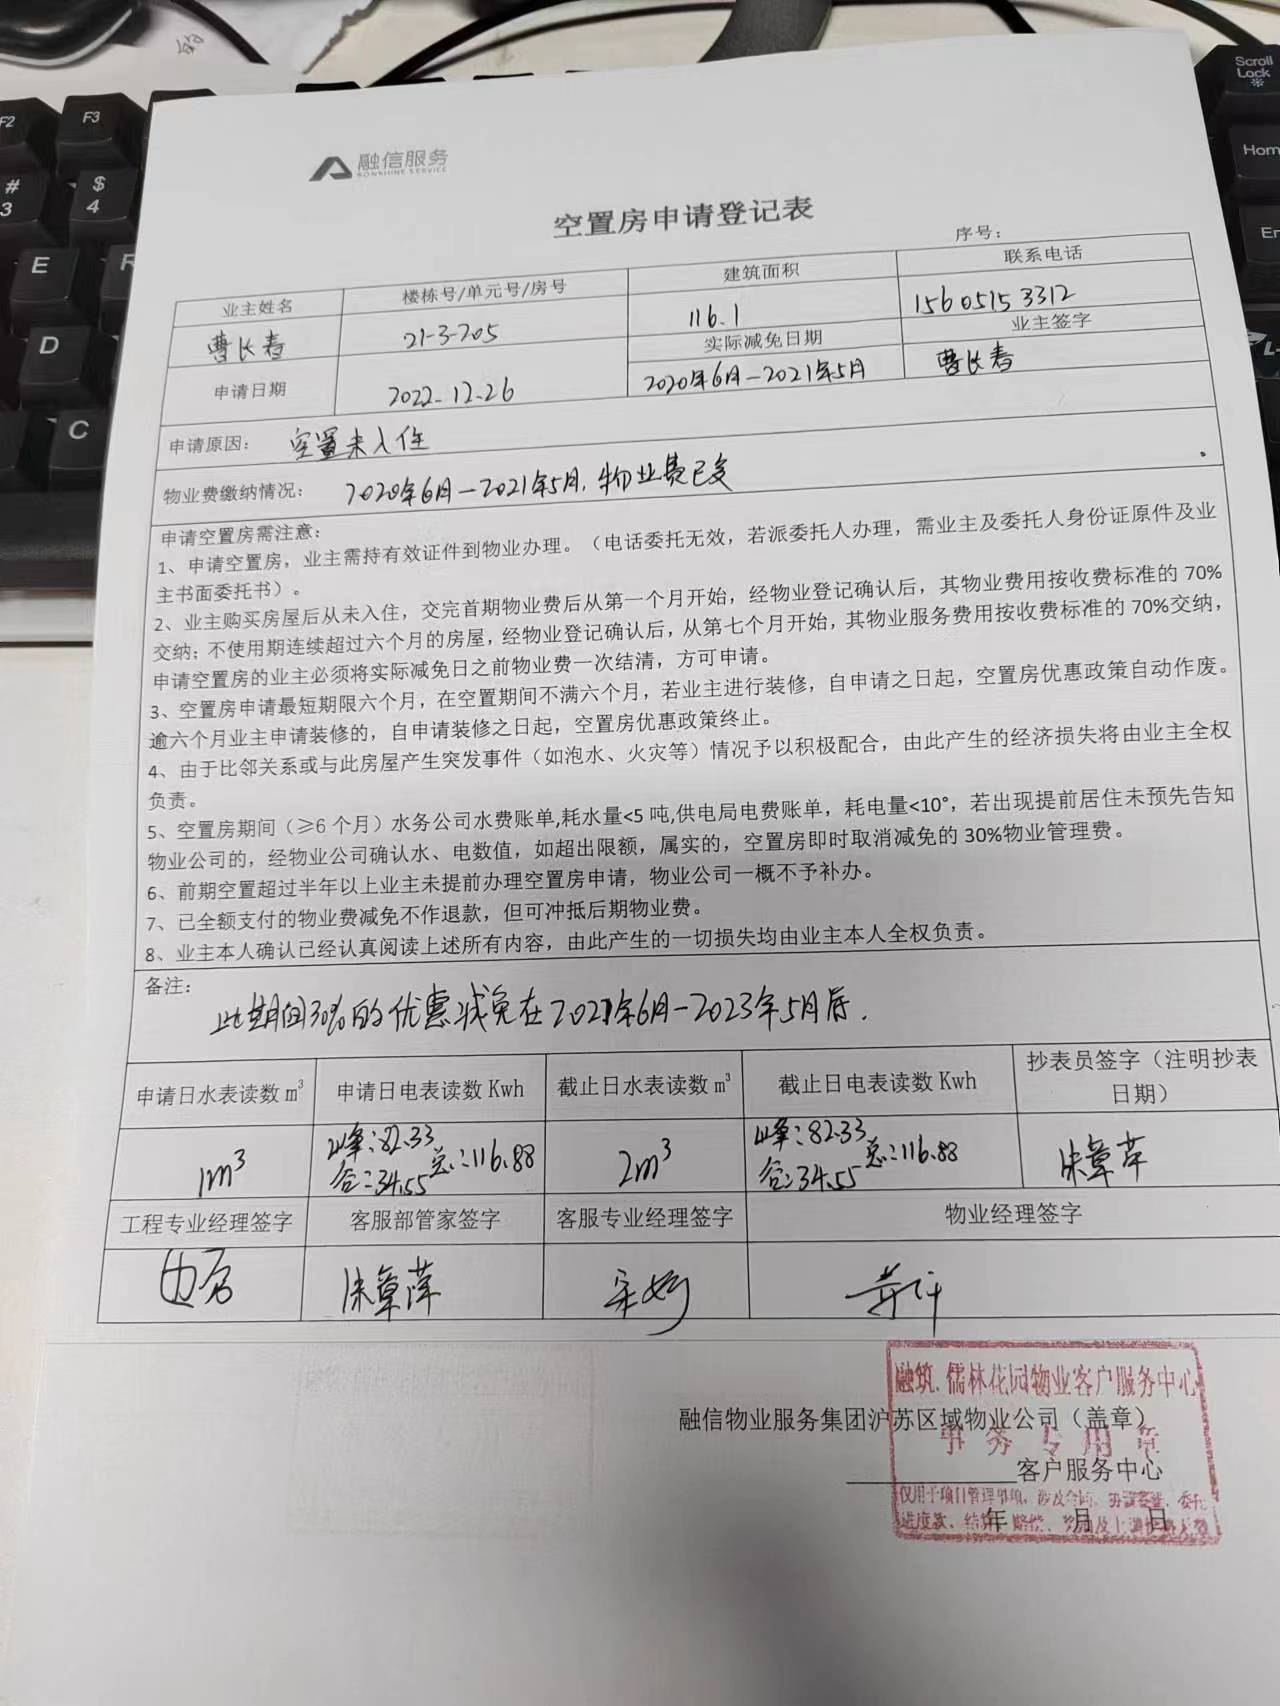 融信服务
RONSHINE SERVICE
空置房申请登记表
序号：
业主姓名 楼栋号/单元号/房号 建筑面积 联系电话
曹长春 21-3-705 116.1 15605153312
实际减免日期 业主签字
申请日期 2022.12.26 2020年6月-2021年5月 曹长春
申请原因： 空置未入住
物业费缴纳情况： 2020年6月-2021年5月，物业费已交
申请空置房需注意：
1、申请空置房，业主需持有效证件到物业办理。（电话委托无效，若派委托人办理，需业主及委托人身份证原件及业
主书面委托书）。
2、业主购买房屋后从未入住，交完首期物业费后从第一个月开始，经物业登记确认后，其物业费用按收费标准的 70%
交纳；不使用期连续超过六个月的房屋，经物业登记确认后，从第七个月开始，其物业服务费用按收费标准的 70%交纳，
申请空置房的业主必须将实际减免日之前物业费一次结清，方可申请。
3、空置房申请最短期限六个月，在空置期间不满六个月，若业主进行装修，自申请之日起，空置房优惠政策自动作废。
逾六个月业主申请装修的，自申请装修之日起，空置房优惠政策终止。
4、由于比邻关系或与此房屋产生突发事件（如泡水、火灾等）情况予以积极配合，由此产生的经济损失将由业主全权
负责。
5、空置房期间（≥6 个月）水务公司水费账单,耗水量<5 吨,供电局电费账单，耗电量<10°，若出现提前居住未预先告知
物业公司的，经物业公司确认水、电数值，如超出限额，属实的，空置房即时取消减免的 30%物业管理费。
6、前期空置超过半年以上业主未提前办理空置房申请，物业公司一概不予补办。
7、已全额支付的物业费减免不作退款，但可冲抵后期物业费。
8、业主本人确认已经认真阅读上述所有内容，由此产生的一切损失均由业主本人全权负责。
备注：
此期间30%的优惠减免在2021年6月-2023年5月后.
申请日水表读数 m³ 申请日电表读数 Kwh 截止日水表读数 m³ 截止日电表读数 Kwh 抄表员签字（注明抄表
日期）
1m³ 峰：82.33 谷：34.55 总：116.88 2m³ 峰：82.33 谷：34.55 总：116.88 朱章萍
工程专业经理签字 客服部管家签字 客服专业经理签字 物业经理签字
朱章萍
融筑.儒林花园物业客户服务中心
融信物业服务集团沪苏区域物业公司（盖章）
事务专用章
客户服务中心
年 月 日